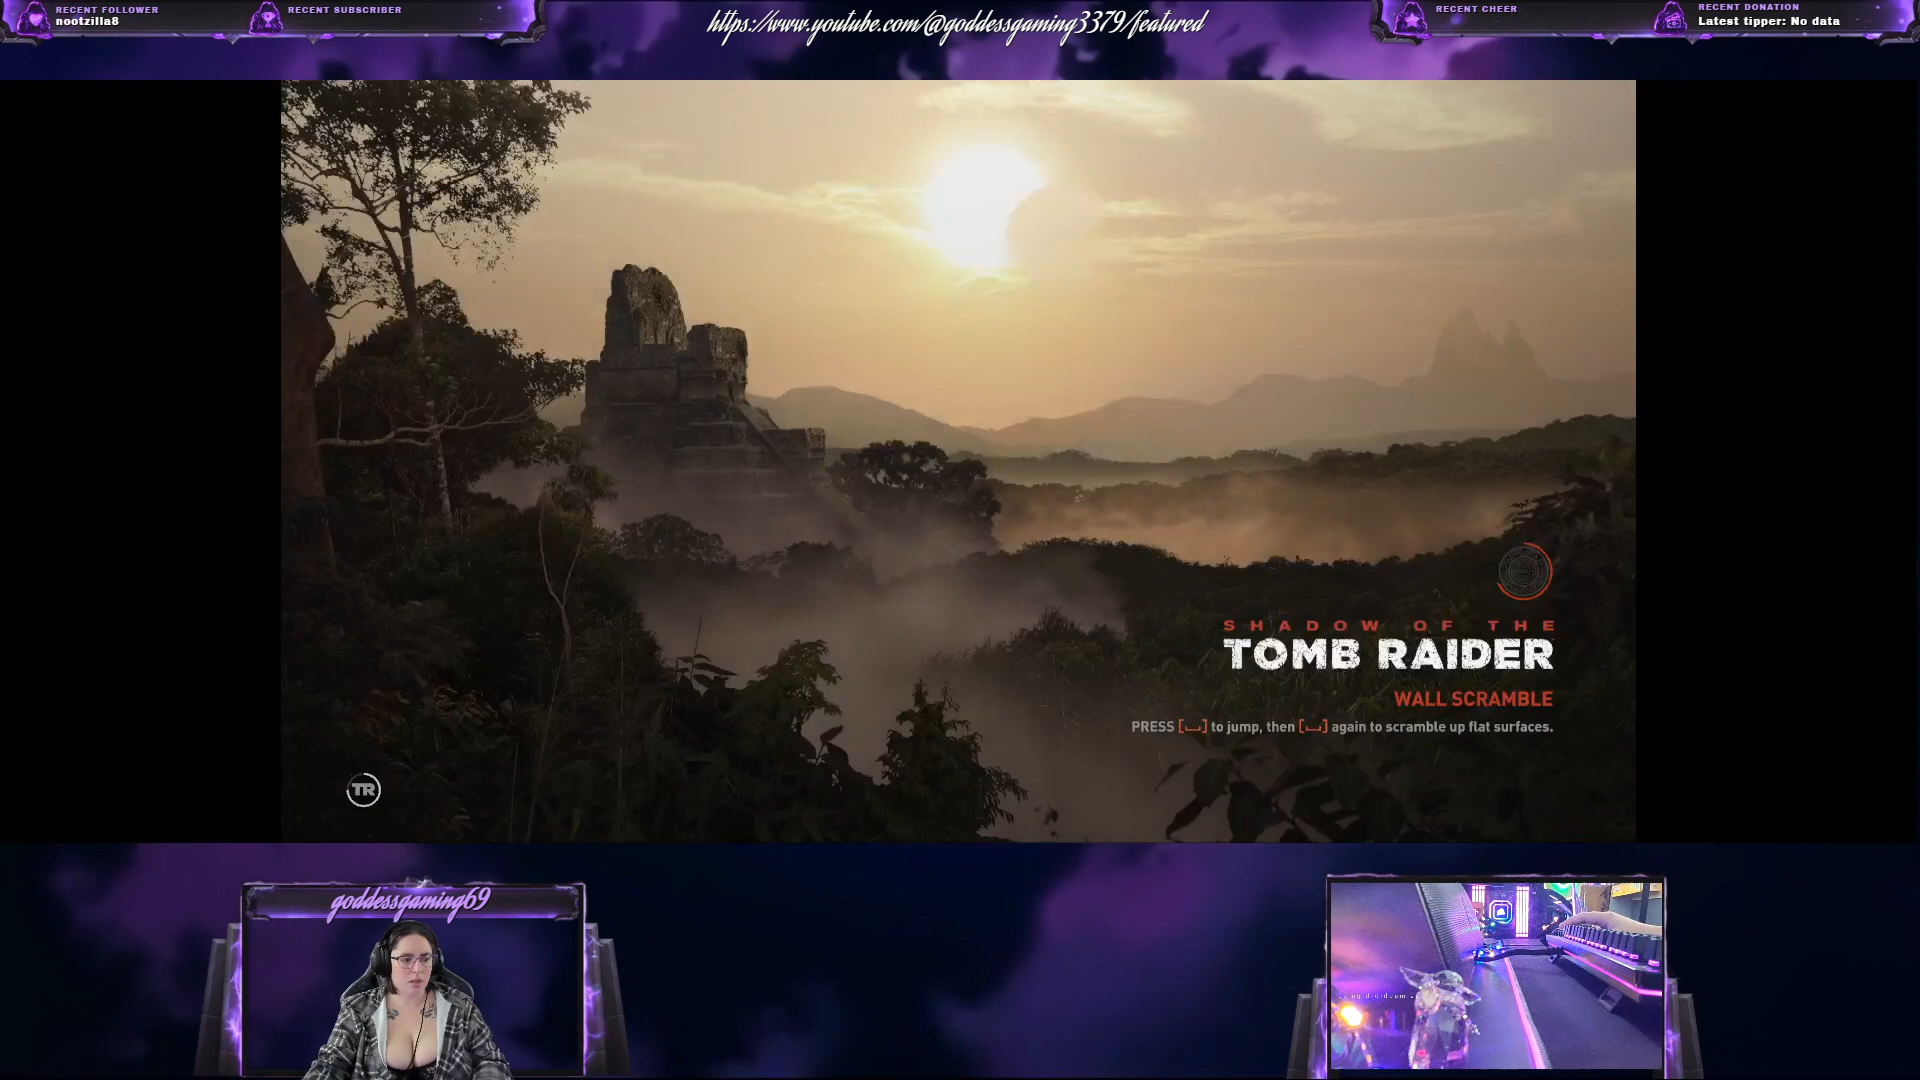 RECENT FOLLOWER
nootzilla8
RECENT SUBSCRIBER
https://www.youtube.com/@goddessgaming3379/featured
RECENT CHEER
RECENT DONATION
Latest tipper: No data
SHADOW OF THE
TOMB RAIDER
WALL SCRAMBLE
PRESS [⎵] to jump, then [⎵] again to scramble up flat surfaces.
TR
goddessgaming69